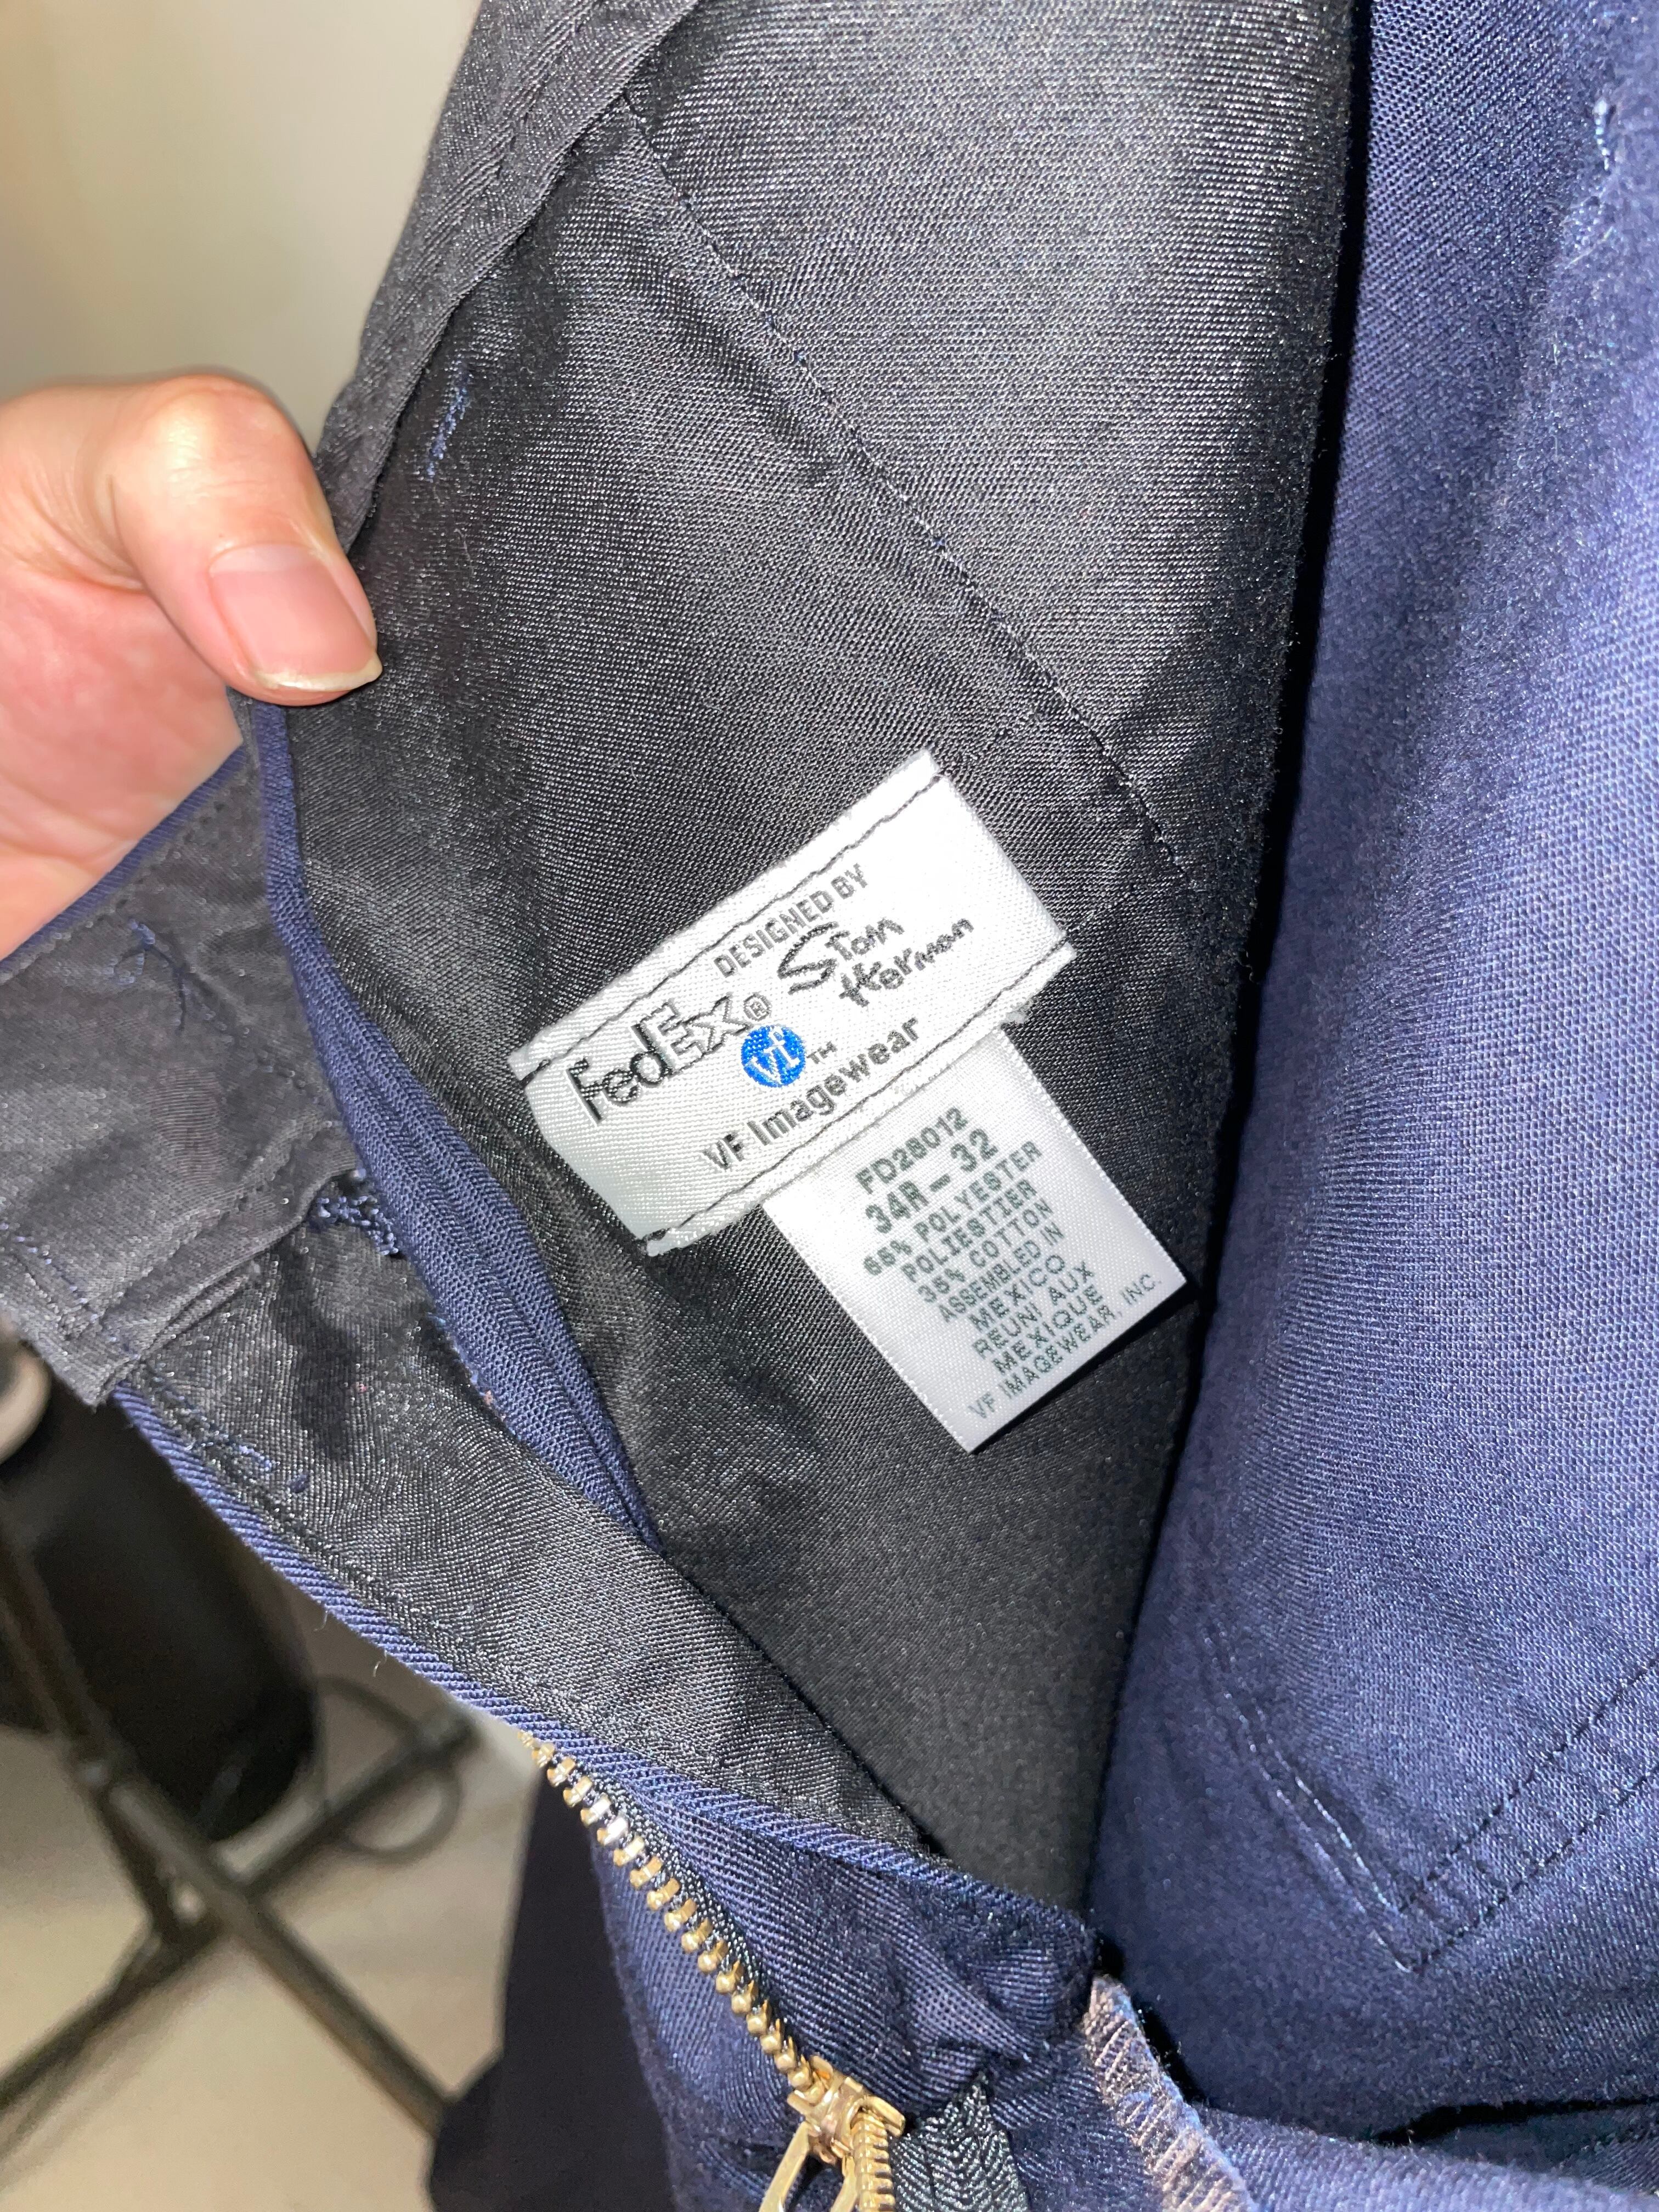 DESIGNED BY
FedEx® Stan Herman
vf™
VF Imagewear
FD28012
34R-32
65% POLYESTER
POLIESTIER
35% COTTON
ASSEMBLED IN
MEXICO
REUNI AUX
MEXIQUE
VF IMAGEWEAR, INC.